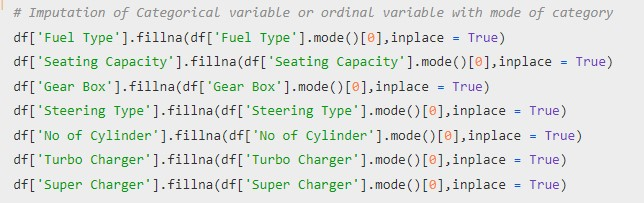 # Imputation of Categorical variable or ordinal variable with mode of category
df['Fuel Type'].fillna(df['Fuel Type'].mode()[0],inplace = True)
df['Seating Capacity'].fillna(df['Seating Capacity'].mode()[0],inplace = True)
df['Gear Box'].fillna(df['Gear Box'].mode()[0],inplace = True)
df['Steering Type'].fillna(df['Steering Type'].mode()[0],inplace = True)
df['No of Cylinder'].fillna(df['No of Cylinder'].mode()[0],inplace = True)
df['Turbo Charger'].fillna(df['Turbo Charger'].mode()[0],inplace = True)
df['Super Charger'].fillna(df['Super Charger'].mode()[0],inplace = True)